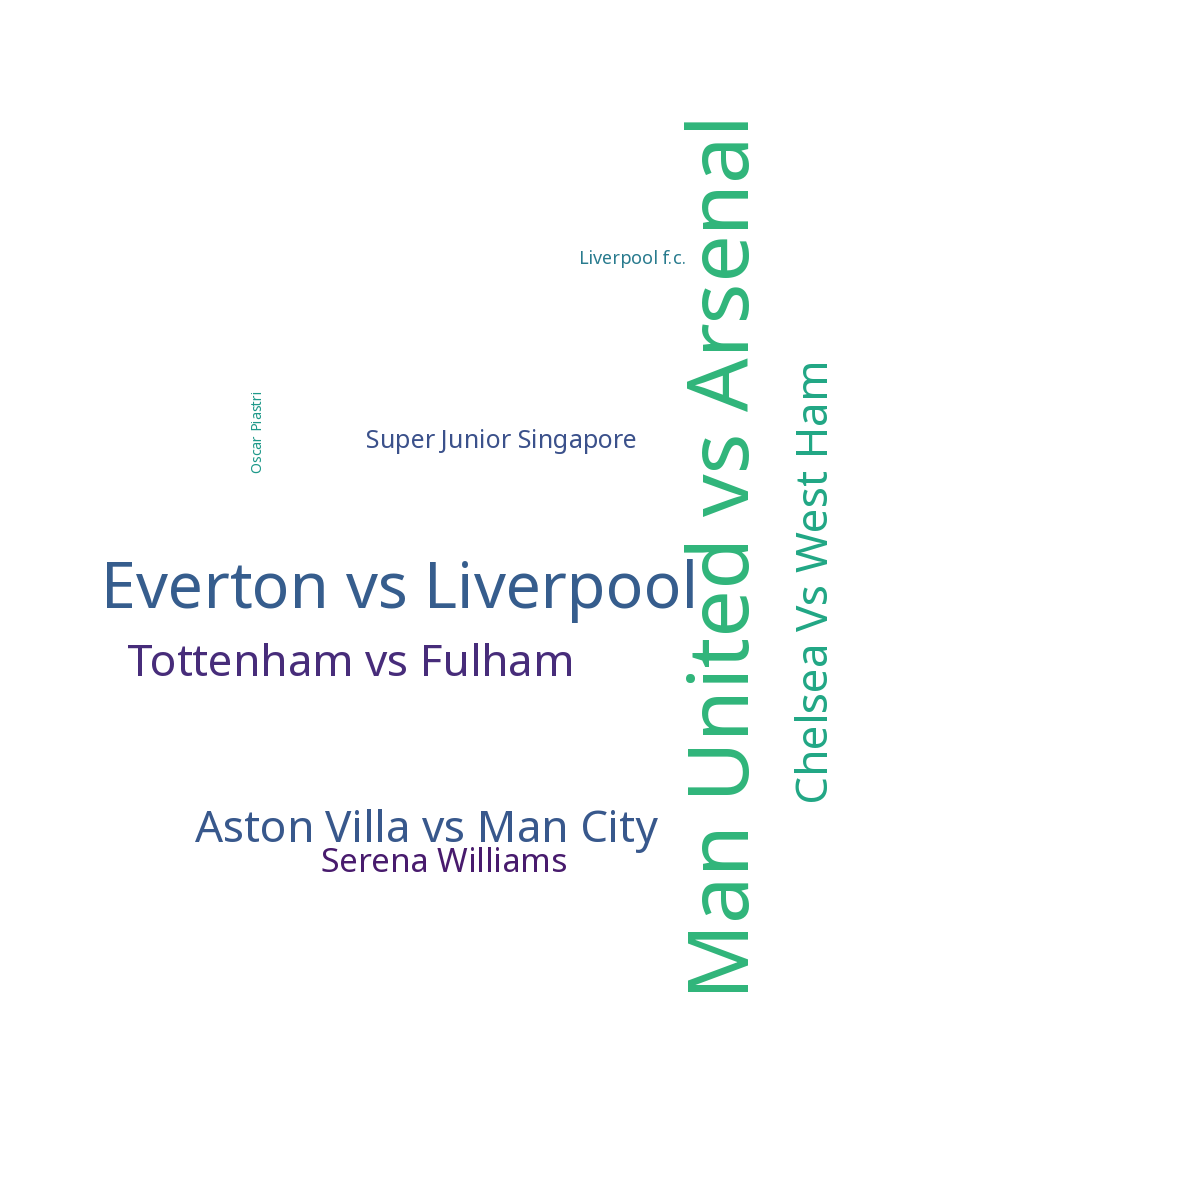 Man United vs Arsenal
Liverpool f.c.
Chelsea Vs West Ham
Oscar Piastri
Super Junior Singapore
Everton vs Liverpool
Tottenham vs Fulham
Aston Villa vs Man City
Serena Williams